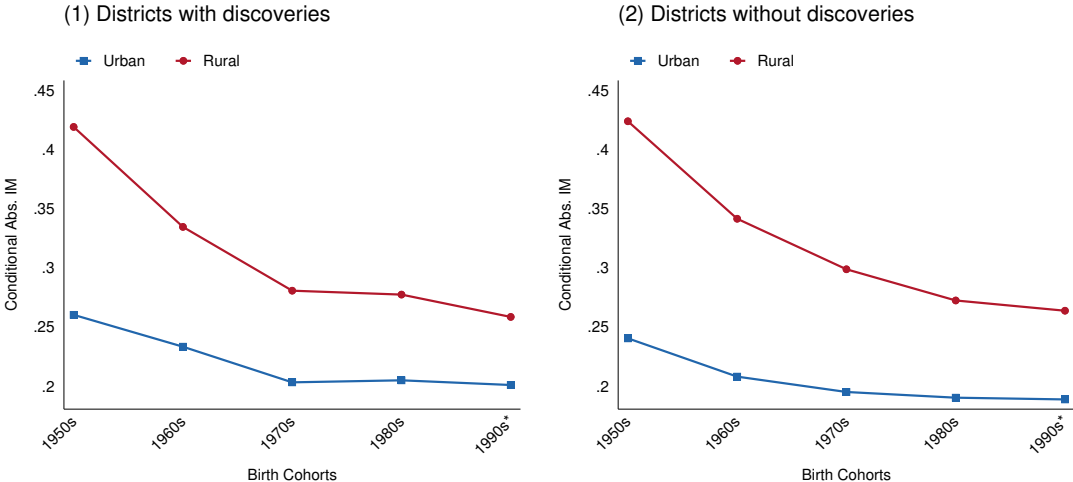 (1) Districts with discoveries
Urban Rural
.45
.4
.35
.3
.25
.2
Conditional Abs. IM
1950s 1960s 1970s 1980s 1990s*
Birth Cohorts
(2) Districts without discoveries
Urban Rural
.45
.4
.35
.3
.25
.2
Conditional Abs. IM
1950s 1960s 1970s 1980s 1990s*
Birth Cohorts